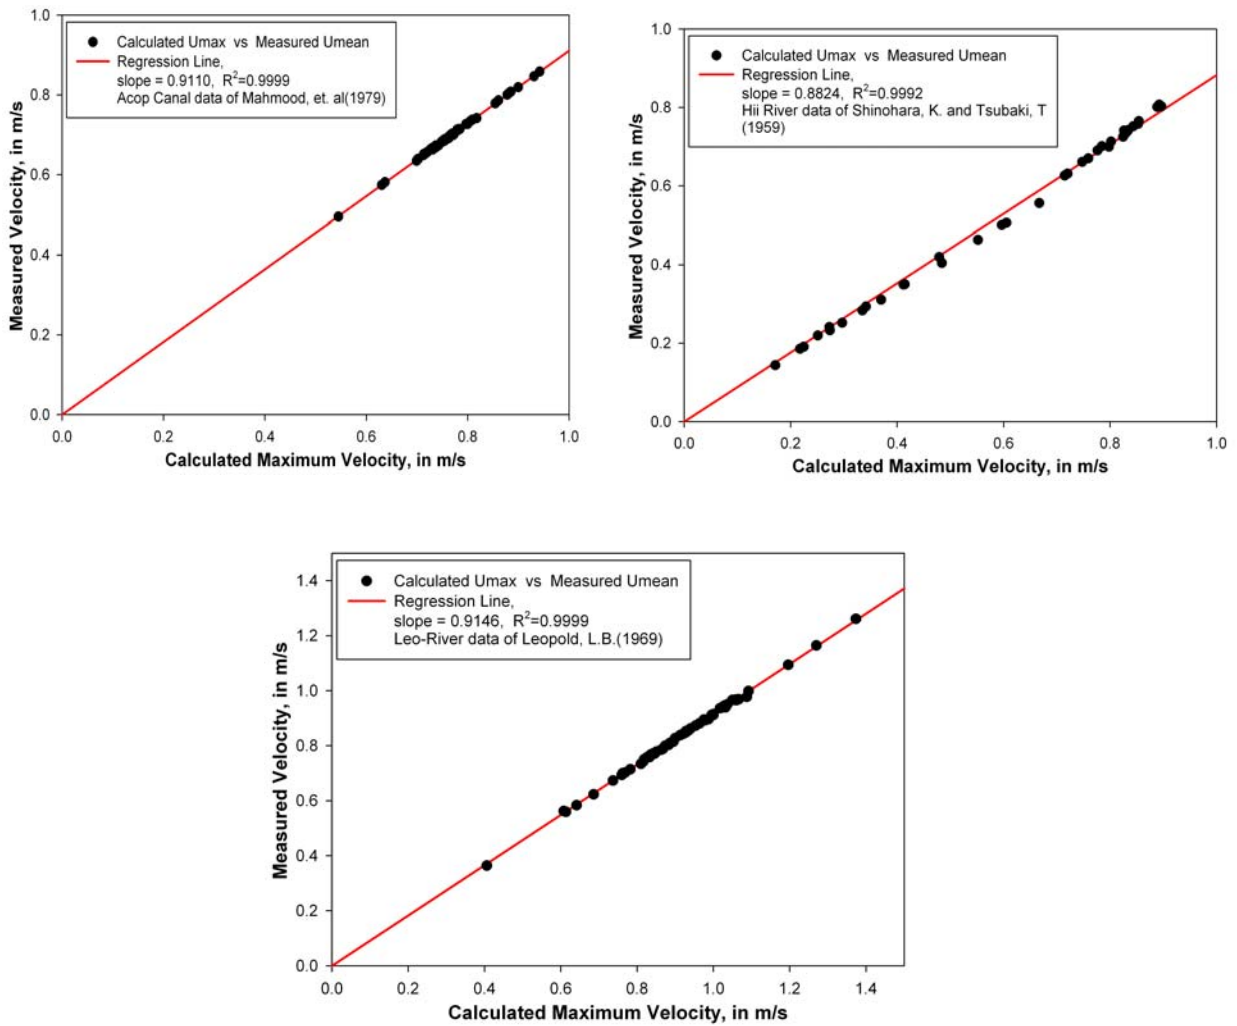 Calculated Umax vs Measured Umean
Regression Line,
slope = 0.9110, R²=0.9999
Acop Canal data of Mahmood, et. al(1979)
Measured Velocity, in m/s
1.0
0.8
0.6
0.4
0.2
0.0
0.0 0.2 0.4 0.6 0.8 1.0
Calculated Maximum Velocity, in m/s
Calculated Umax vs Measured Umean
Regression Line,
slope = 0.8824, R²=0.9992
Hii River data of Shinohara, K. and Tsubaki, T
(1959)
Measured Velocity, in m/s
1.0
0.8
0.6
0.4
0.2
0.0
0.0 0.2 0.4 0.6 0.8 1.0
Calculated Maximum Velocity, in m/s
Calculated Umax vs Measured Umean
Regression Line,
slope = 0.9146, R²=0.9999
Leo-River data of Leopold, L.B.(1969)
Measured Velocity, in m/s
1.4
1.2
1.0
0.8
0.6
0.4
0.2
0.0
0.0 0.2 0.4 0.6 0.8 1.0 1.2 1.4
Calculated Maximum Velocity, in m/s